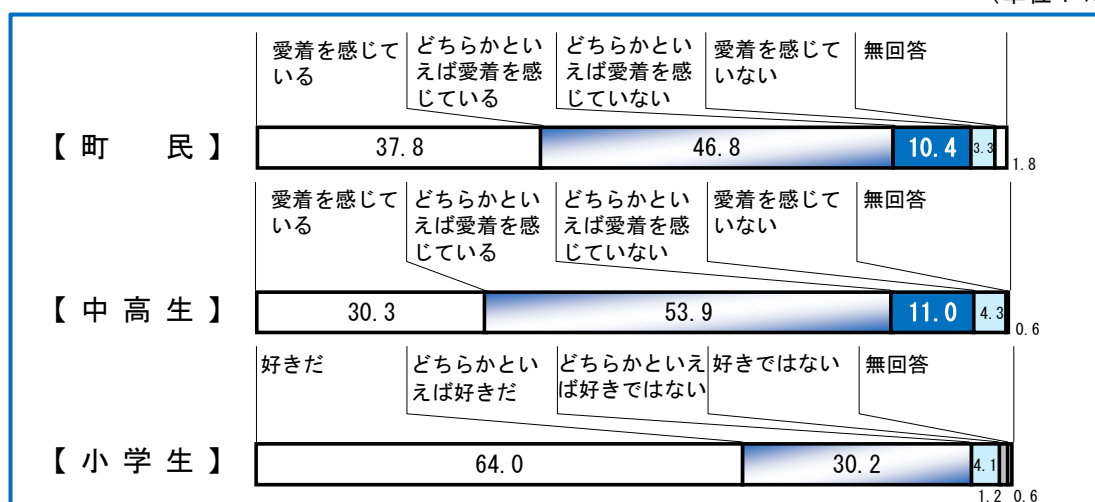 愛着を感じて
いる
どちらかとい
えば愛着を感
じている
どちらかとい
えば愛着を感
じていない
愛着を感じて
いない
無回答
【町 民】
37.8
46.8
10.4
3.3
1.8
愛着を感じて
いる
どちらかとい
えば愛着を感
じている
どちらかとい
えば愛着を感
じていない
愛着を感じて
いない
無回答
【中高生】
30.3
53.9
11.0
4.3
0.6
好きだ
どちらかとい
えば好きだ
どちらかといえ
ば好きではない
好きではない
無回答
【小学生】
64.0
30.2
4.1
1.2
0.6